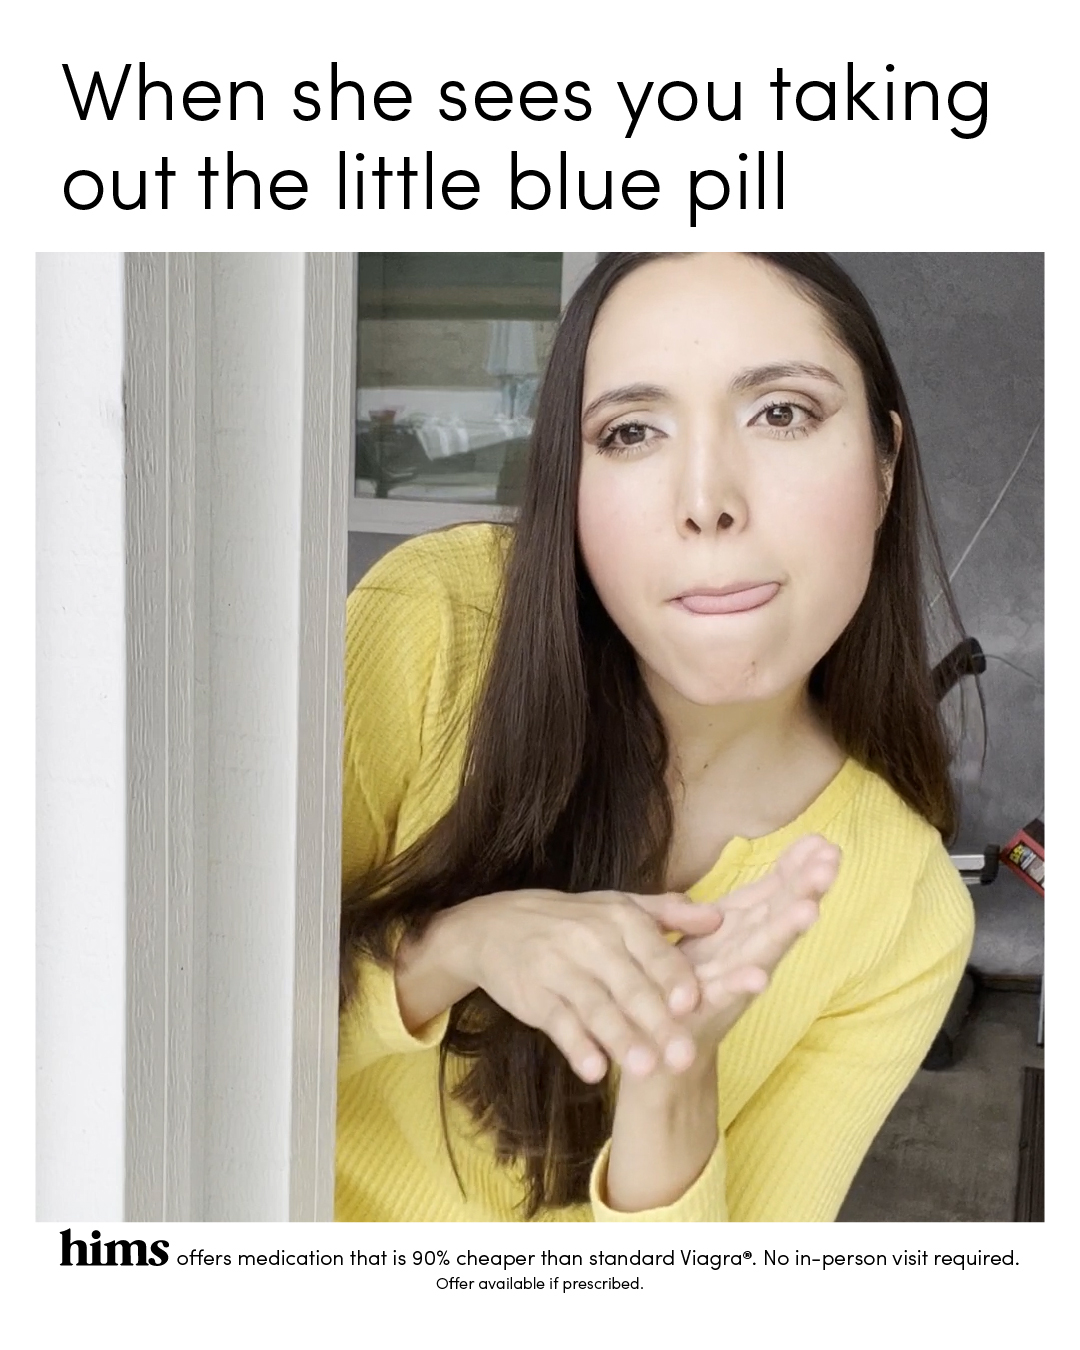 When she sees you taking
out the little blue pill
hims offers medication that is 90% cheaper than standard Viagra®. No in-person visit required.
Offer available if prescribed.